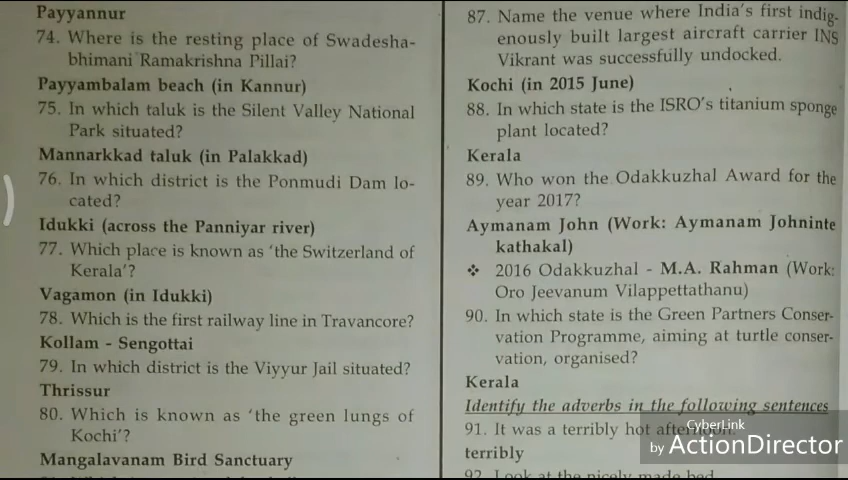 Payyannur
74. Where is the resting place of Swadesha-
bhimani Ramakrishna Pillai?
Payyambalam beach (in Kannur)
75. In which taluk is the Silent Valley National
Park situated?
Mannarkkad taluk (in Palakkad)
76. In which district is the Ponmudi Dam lo-
cated?
Idukki (across the Panniyar river)
77. Which place is known as ‘the Switzerland of
Kerala’?
Vagamon (in Idukki)
78. Which is the first railway line in Travancore?
Kollam - Sengottai
79. In which district is the Viyyur Jail situated?
Thrissur
80. Which is known as ‘the green lungs of
Kochi’?
Mangalavanam Bird Sanctuary
87. Name the venue where India’s first indig-
enously built largest aircraft carrier INS
Vikrant was successfully undocked.
Kochi (in 2015 June)
88. In which state is the ISRO’s titanium sponge
plant located?
Kerala
89. Who won the Odakkuzhal Award for the
year 2017?
Aymanam John (Work: Aymanam Johninte
kathakal)
❖ 2016 Odakkuzhal - M.A. Rahman (Work:
Oro Jeevanum Vilappettathanu)
90. In which state is the Green Partners Conser-
vation Programme, aiming at turtle conser-
vation, organised?
Kerala
Identify the adverbs in the following sentences
91. It was a terribly hot afternoon.
terribly
92. Look at the nicely made bed
CyberLink
by ActionDirector